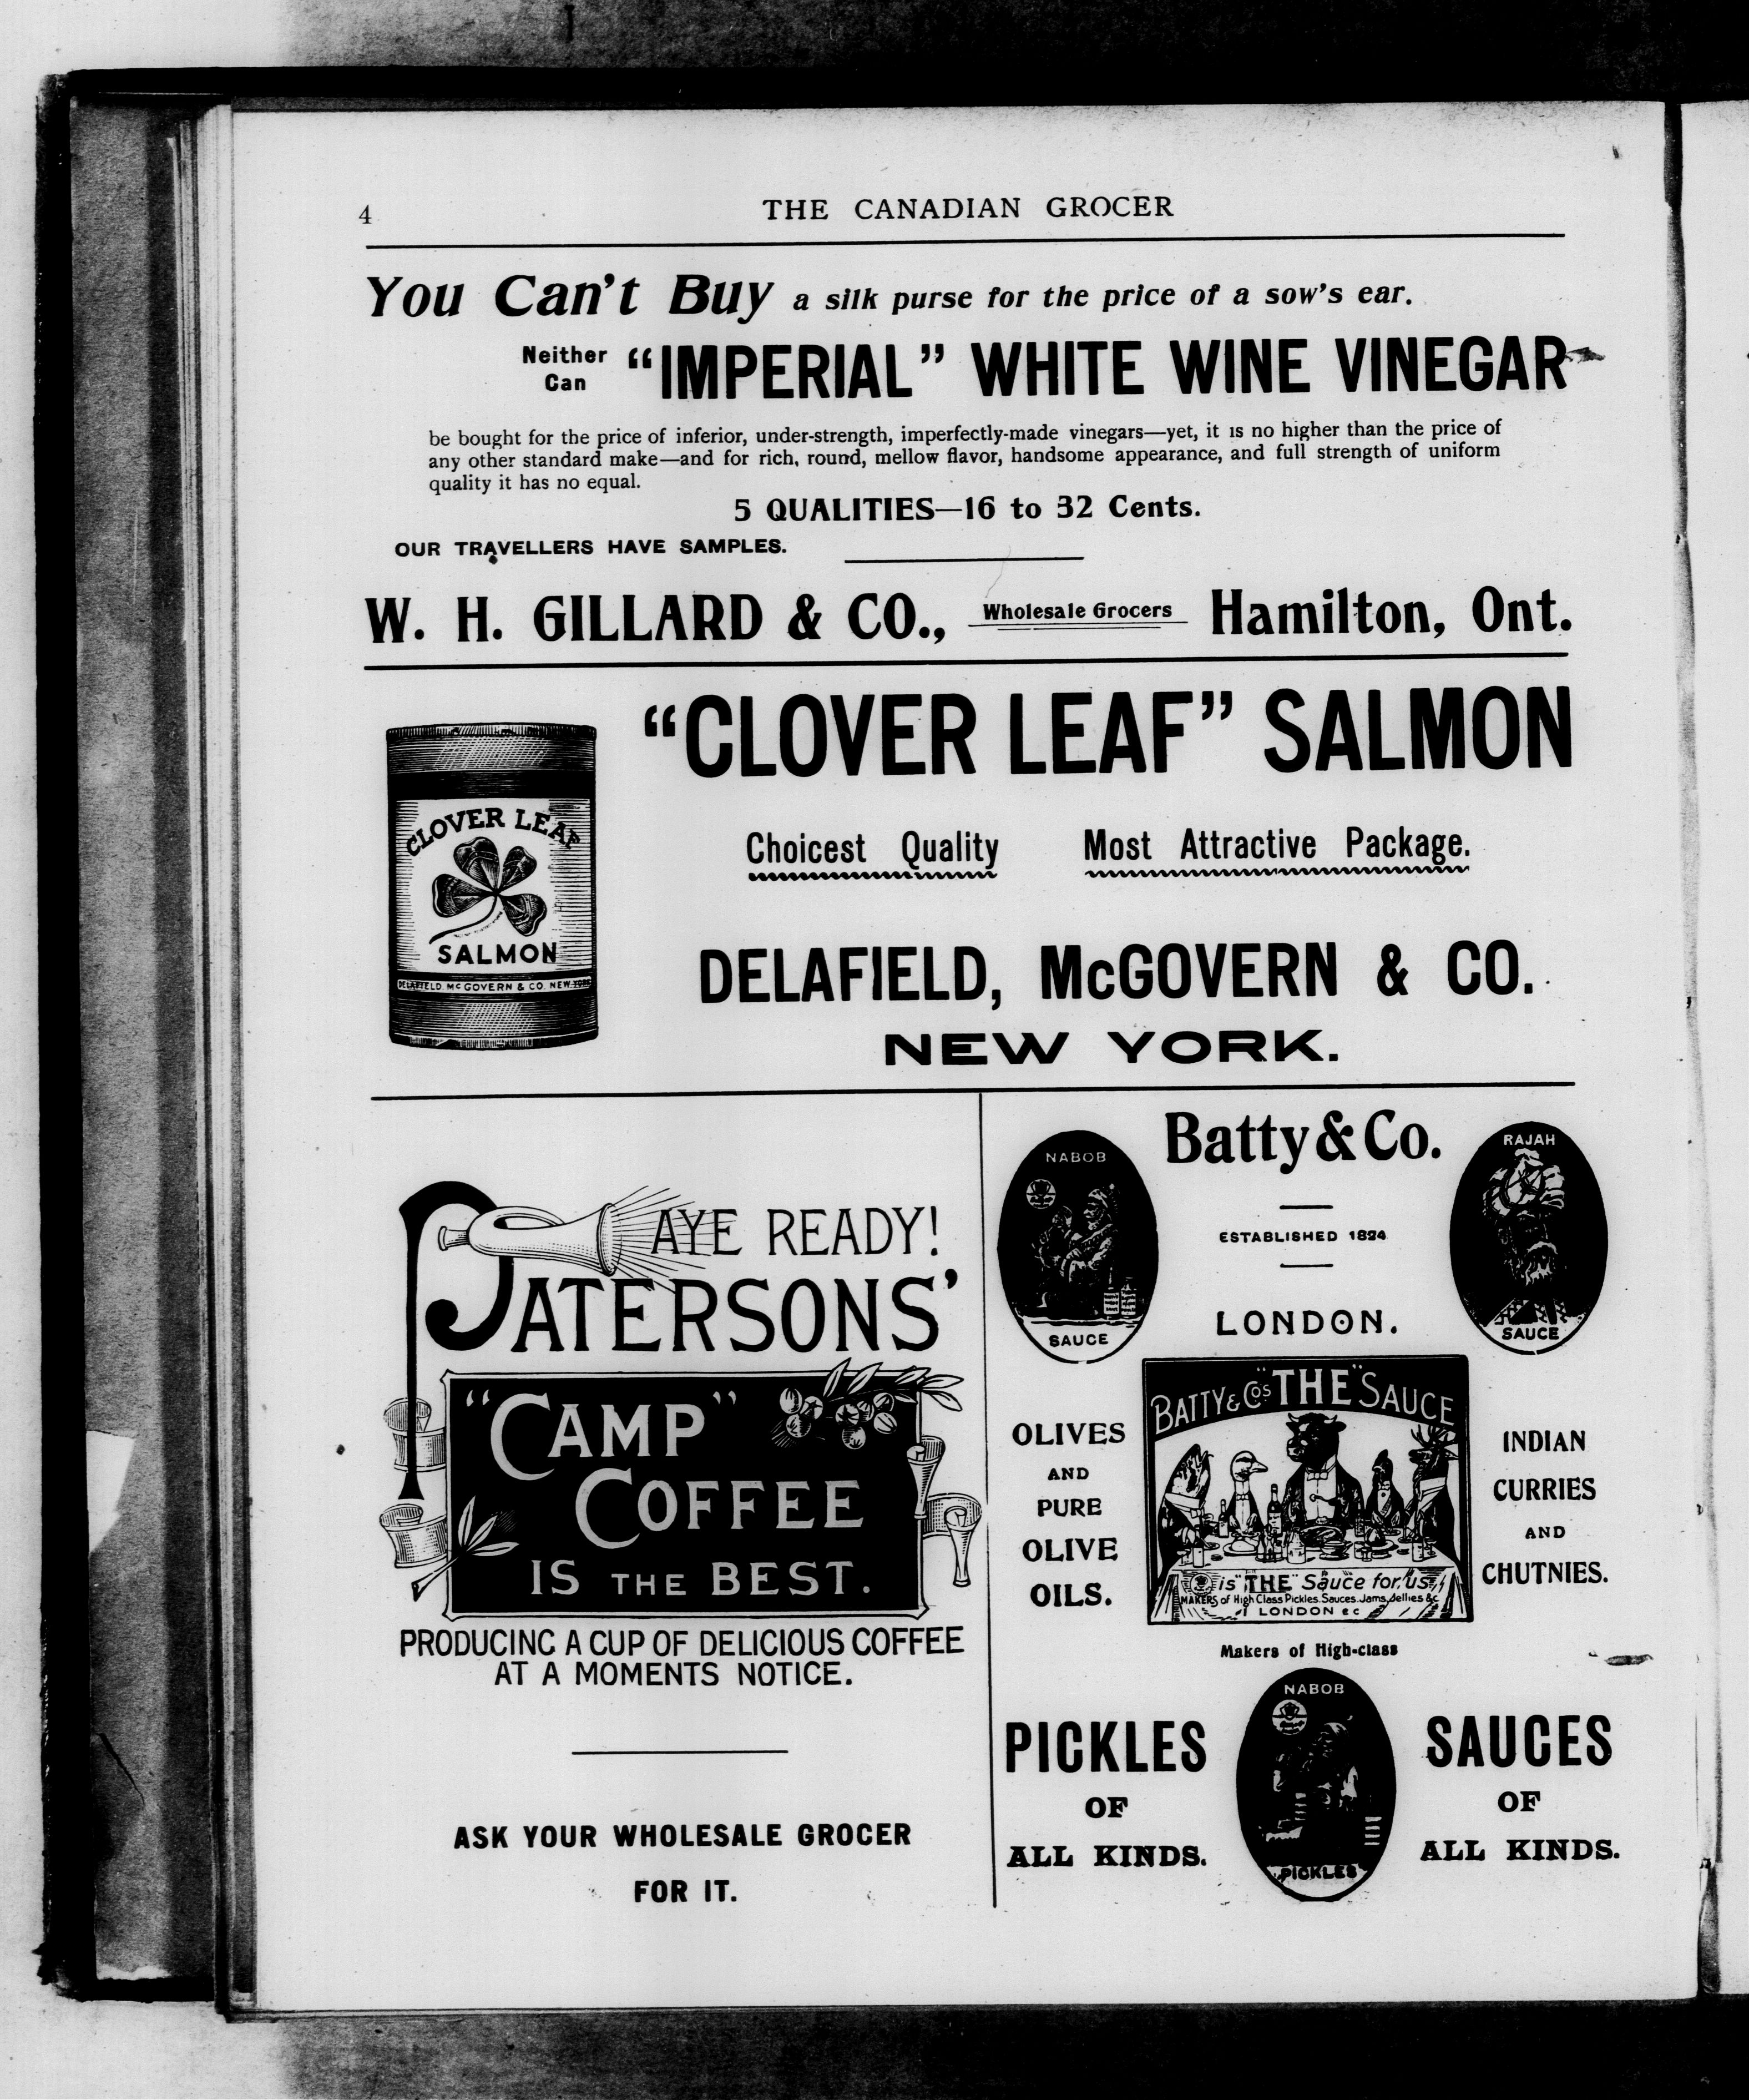 4
THE CANADIAN GROCER
You Can't Buy a silk purse for the price of a sow's ear.
Neither Can "IMPERIAL" WHITE WINE VINEGAR
be bought for the price of inferior, under-strength, imperfectly-made vinegars—yet, it is no higher than the price of
any other standard make—and for rich, round, mellow flavor, handsome appearance, and full strength of uniform
quality it has no equal.
5 QUALITIES—16 to 32 Cents.
OUR TRAVELLERS HAVE SAMPLES.
W. H. GILLARD & CO., Wholesale Grocers Hamilton, Ont.
"CLOVER LEAF" SALMON
CLOVER LEAF
SALMON
DELAFIELD. McGOVERN & CO. NEW YORK
Choicest Quality Most Attractive Package.
DELAFIELD, McGOVERN & CO.
NEW YORK.
AYE READY!
PATERSONS'
"CAMP"
COFFEE
IS THE BEST.
PRODUCING A CUP OF DELICIOUS COFFEE
AT A MOMENTS NOTICE.
ASK YOUR WHOLESALE GROCER
FOR IT.
Batty & Co.
NABOB
SAUCE
ESTABLISHED 1824
LONDON.
RAJAH
SAUCE
OLIVES
AND
PURE
OLIVE
OILS.
BATTY & Co's "THE" SAUCE
is "THE" Sauce for us
MAKERS of High Class Pickles. Sauces. Jams. Jellies &c
LONDON EC
INDIAN
CURRIES
AND
CHUTNIES.
Makers of High-class
PICKLES
OF
ALL KINDS.
NABOB
PICKLES
SAUCES
OF
ALL KINDS.